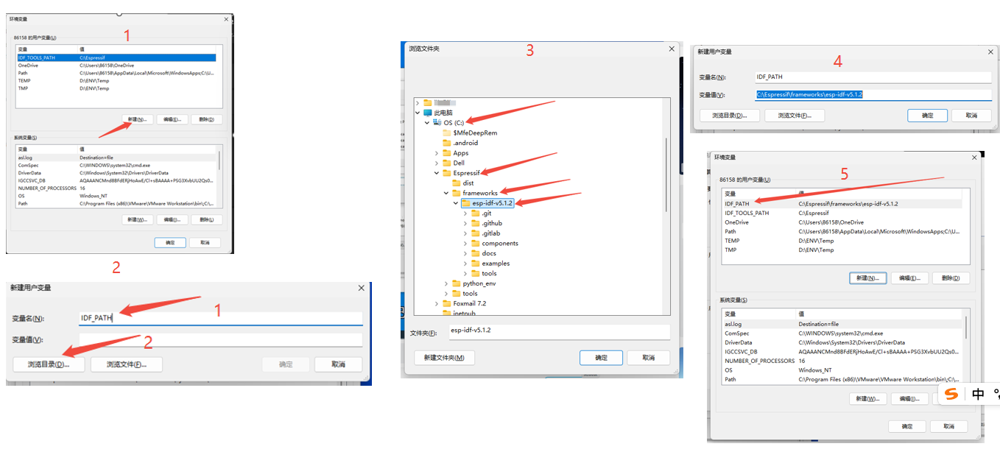 环境变量
1
86158 的用户变量(U)
变量 值
IDF_TOOLS_PATH C:\Espressif
OneDrive C:\Users\86158\OneDrive
Path C:\Users\86158\AppData\Local\Microsoft\WindowsApps;C:\U...
TEMP D:\ENV\Temp
TMP D:\ENV\Temp
新建(N)... 编辑(E)... 删除(D)
系统变量(S)
变量 值
asl.log Destination=file
ComSpec C:\WINDOWS\system32\cmd.exe
DriverData C:\Windows\System32\Drivers\DriverData
IGCCSVC_DB AQAAANCMnd8BFdERjHoAwE/Cl+sBAAAA+PSG3XvbUU2Qs0...
NUMBER_OF_PROCESSORS 16
OS Windows_NT
Path C:\Program Files (x86)\VMware\VMware Workstation\bin\;C:\...
新建(W)... 编辑(I)... 删除(L)
确定 取消
2
新建用户变量
变量名(N): IDF_PATH
1
变量值(V):
2
浏览目录(D)... 浏览文件(F)... 确定 取消
浏览文件夹
3
此电脑
OS (C:)
$MfeDeepRem
.android
Apps
Dell
Espressif
dist
frameworks
esp-idf-v5.1.2
.git
.github
.gitlab
components
docs
examples
tools
python_env
tools
Foxmail 7.2
inetpub
文件夹(F): esp-idf-v5.1.2
新建文件夹(M) 确定 取消
新建用户变量
4
变量名(N): IDF_PATH
变量值(V): C:\Espressif\frameworks\esp-idf-v5.1.2
浏览目录(D)... 浏览文件(F)... 确定 取消
环境变量
5
86158 的用户变量(U)
变量 值
IDF_PATH C:\Espressif\frameworks\esp-idf-v5.1.2
IDF_TOOLS_PATH C:\Espressif
OneDrive C:\Users\86158\OneDrive
Path C:\Users\86158\AppData\Local\Microsoft\WindowsApps;C:\U...
TEMP D:\ENV\Temp
TMP D:\ENV\Temp
新建(N)... 编辑(E)... 删除(D)
系统变量(S)
变量 值
asl.log Destination=file
ComSpec C:\WINDOWS\system32\cmd.exe
DriverData C:\Windows\System32\Drivers\DriverData
IGCCSVC_DB AQAAANCMnd8BFdERjHoAwE/Cl+sBAAAA+PSG3XvbUU2Qs0...
NUMBER_OF_PROCESSORS 16
OS Windows_NT
Path C:\Program Files (x86)\VMware\VMware Workstation\bin\;C:\...
新建(W)... 编辑(I)...
S 中
确定 取消